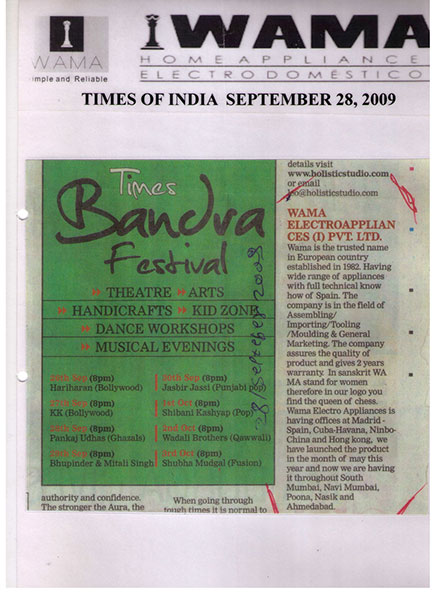 WAMA
imple and Reliable
WAMA
HOME APPLIANCE
ELECTRODOMÉSTICO
TIMES OF INDIA SEPTEMBER 28, 2009
Times
Bandra
Festival
» THEATRE » ARTS
» HANDICRAFTS » KID ZONE
» DANCE WORKSHOPS
» MUSICAL EVENINGS
(8pm)
Hariharan (Bollywood)
27th Sep (8pm)
KK (Bollywood)
28th Sep (8pm)
Pankaj Udhas (Ghazals)
29th Sep (8pm)
Bhupinder & Mitali Singh
30th Sep (8pm)
Jasbir Jassi (Punjabi p
1st Oct (8pm)
Shibani Kashyap (Pop)
2nd Oct (8pm)
Wadali Brothers (Qawwali)
3rd Oct (8pm)
Shubha Mudgal (Fusion)
28/September 2009
authority and confidence.
The stronger the Aura, the
When going through
tough times it is normal to
details visit
www.holisticstudio.com
or email
@holisticstudio.com
WAMA
ELECTROAPPLIAN
CES (I) PVT. LTD.
Wama is the trusted name
in European country
established in 1982. Having
wide range of appliances
with full technical know
how of Spain. The
company is in the field of
Assembling/
Importing/Tooling
/Moulding & General
Marketing. The company
assures the quality of
product and gives 2 years
warranty. In sanskrit WA
MA stand for women
therefore in our logo you
find the queen of chess.
Wama Electro Appliances is
having offices at Madrid -
Spain, Cuba-Havana, Ninbo-
China and Hong kong, we
have launched the product
in the month of may this
year and now we are having
it throughout South
Mumbai, Navi Mumbai,
Poona, Nasik and
Ahmedabad.